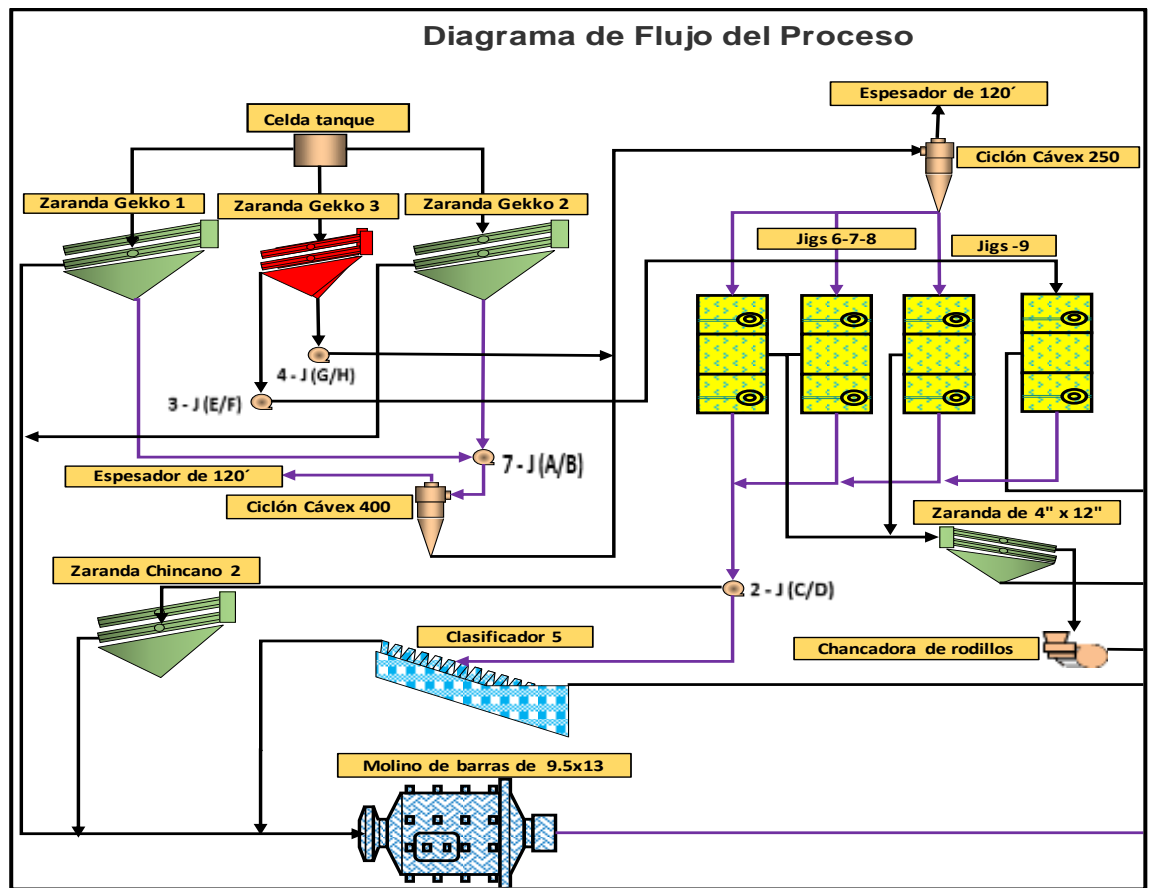 Diagrama de Flujo del Proceso
Espesador de 120´
Celda tanque
Ciclón Cávex 250
Zaranda Gekko 1
Zaranda Gekko 3
Zaranda Gekko 2
Jigs 6-7-8
Jigs -9
4 - J (G/H)
3 - J (E/F)
7 - J (A/B)
Espesador de 120´
Ciclón Cávex 400
Zaranda de 4" x 12"
Zaranda Chincano 2
2 - J (C/D)
Clasificador 5
Chancadora de rodillos
Molino de barras de 9.5x13